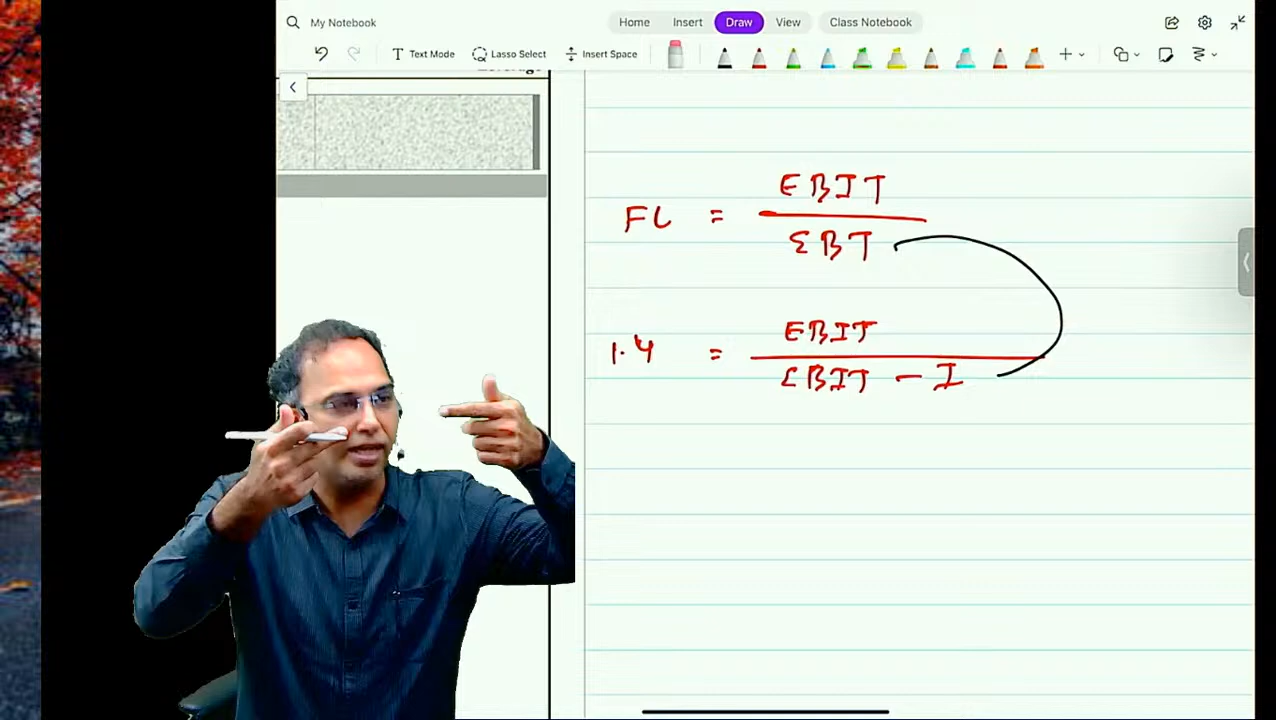 My Notebook
Home Insert Draw View Class Notebook
Text Mode Lasso Select Insert Space
Leverage
FL = EBIT / EBT
1.4 = EBIT / EBIT - I